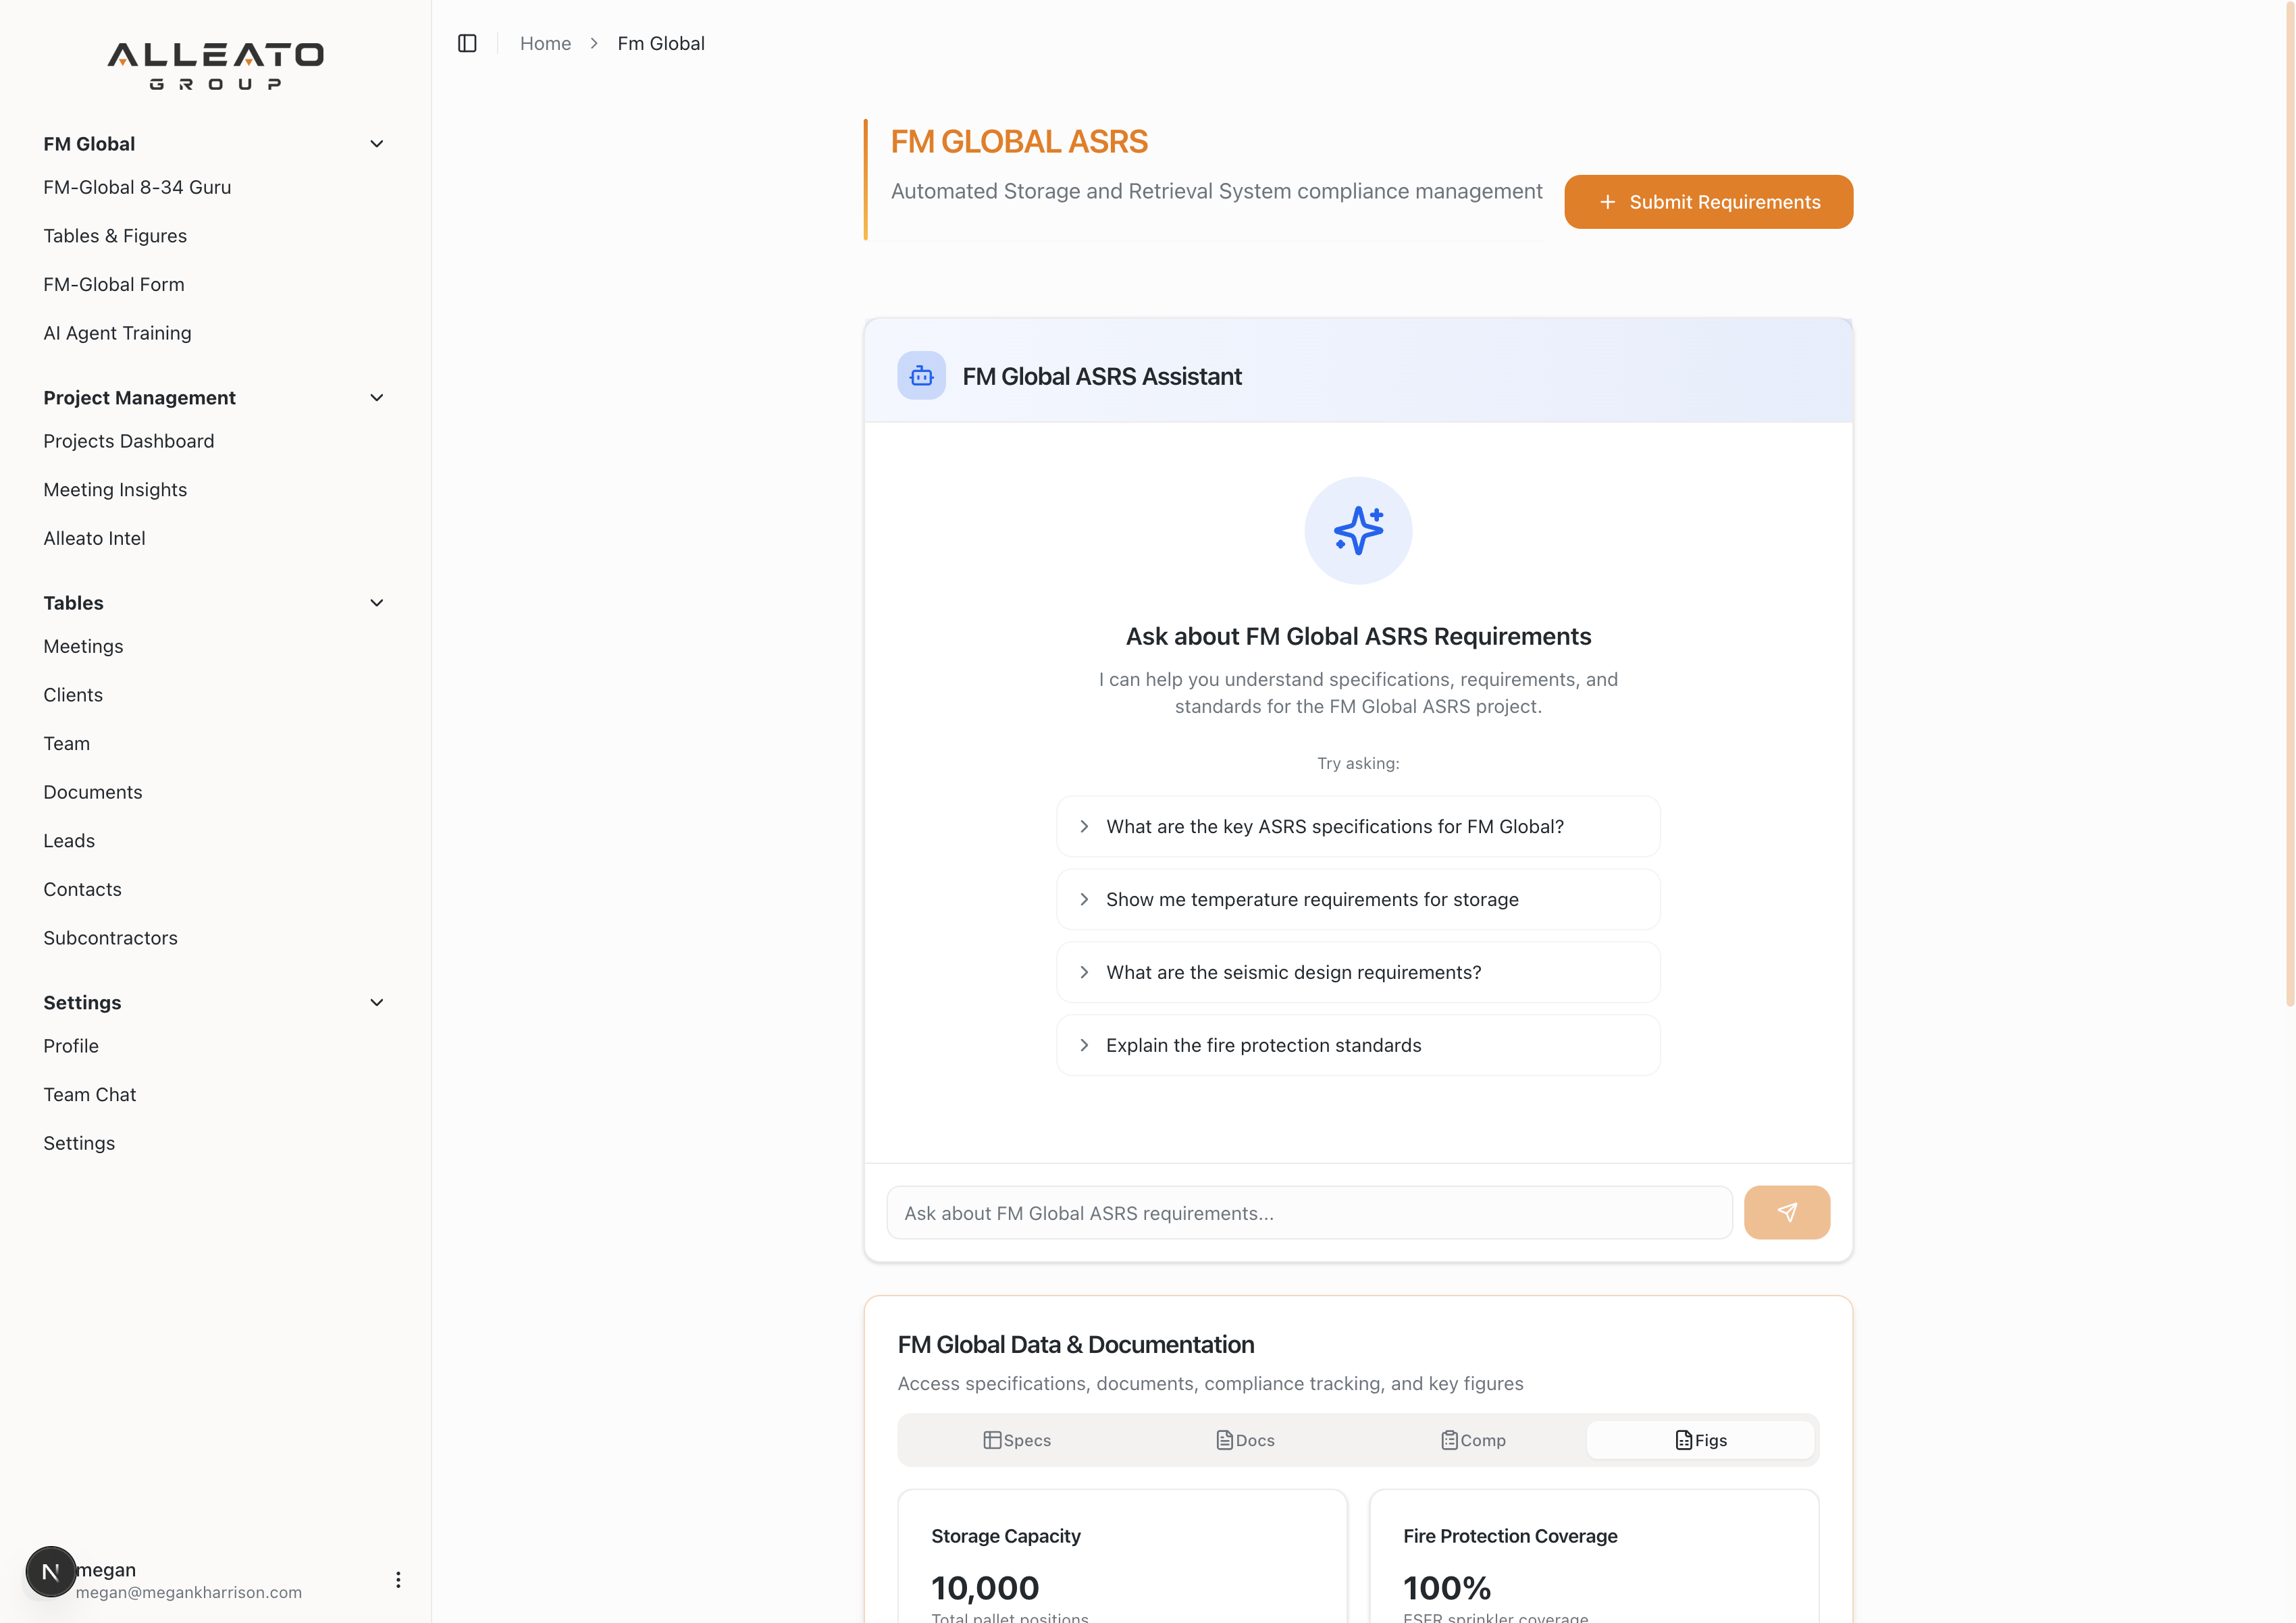 ALLEATO
GROUP
FM Global
FM-Global 8-34 Guru
Tables & Figures
FM-Global Form
AI Agent Training
Project Management
Projects Dashboard
Meeting Insights
Alleato Intel
Tables
Meetings
Clients
Team
Documents
Leads
Contacts
Subcontractors
Settings
Profile
Team Chat
Settings
N
megan
megan@megankharrison.com
Home
Fm Global
FM GLOBAL ASRS
Automated Storage and Retrieval System compliance management
Submit Requirements
FM Global ASRS Assistant
Ask about FM Global ASRS Requirements
I can help you understand specifications, requirements, and
standards for the FM Global ASRS project.
Try asking:
What are the key ASRS specifications for FM Global?
Show me temperature requirements for storage
What are the seismic design requirements?
Explain the fire protection standards
Ask about FM Global ASRS requirements...
FM Global Data & Documentation
Access specifications, documents, compliance tracking, and key figures
Specs
Docs
Comp
Figs
Storage Capacity
10,000
Total pallet positions
Fire Protection Coverage
100%
ESFR sprinkler coverage